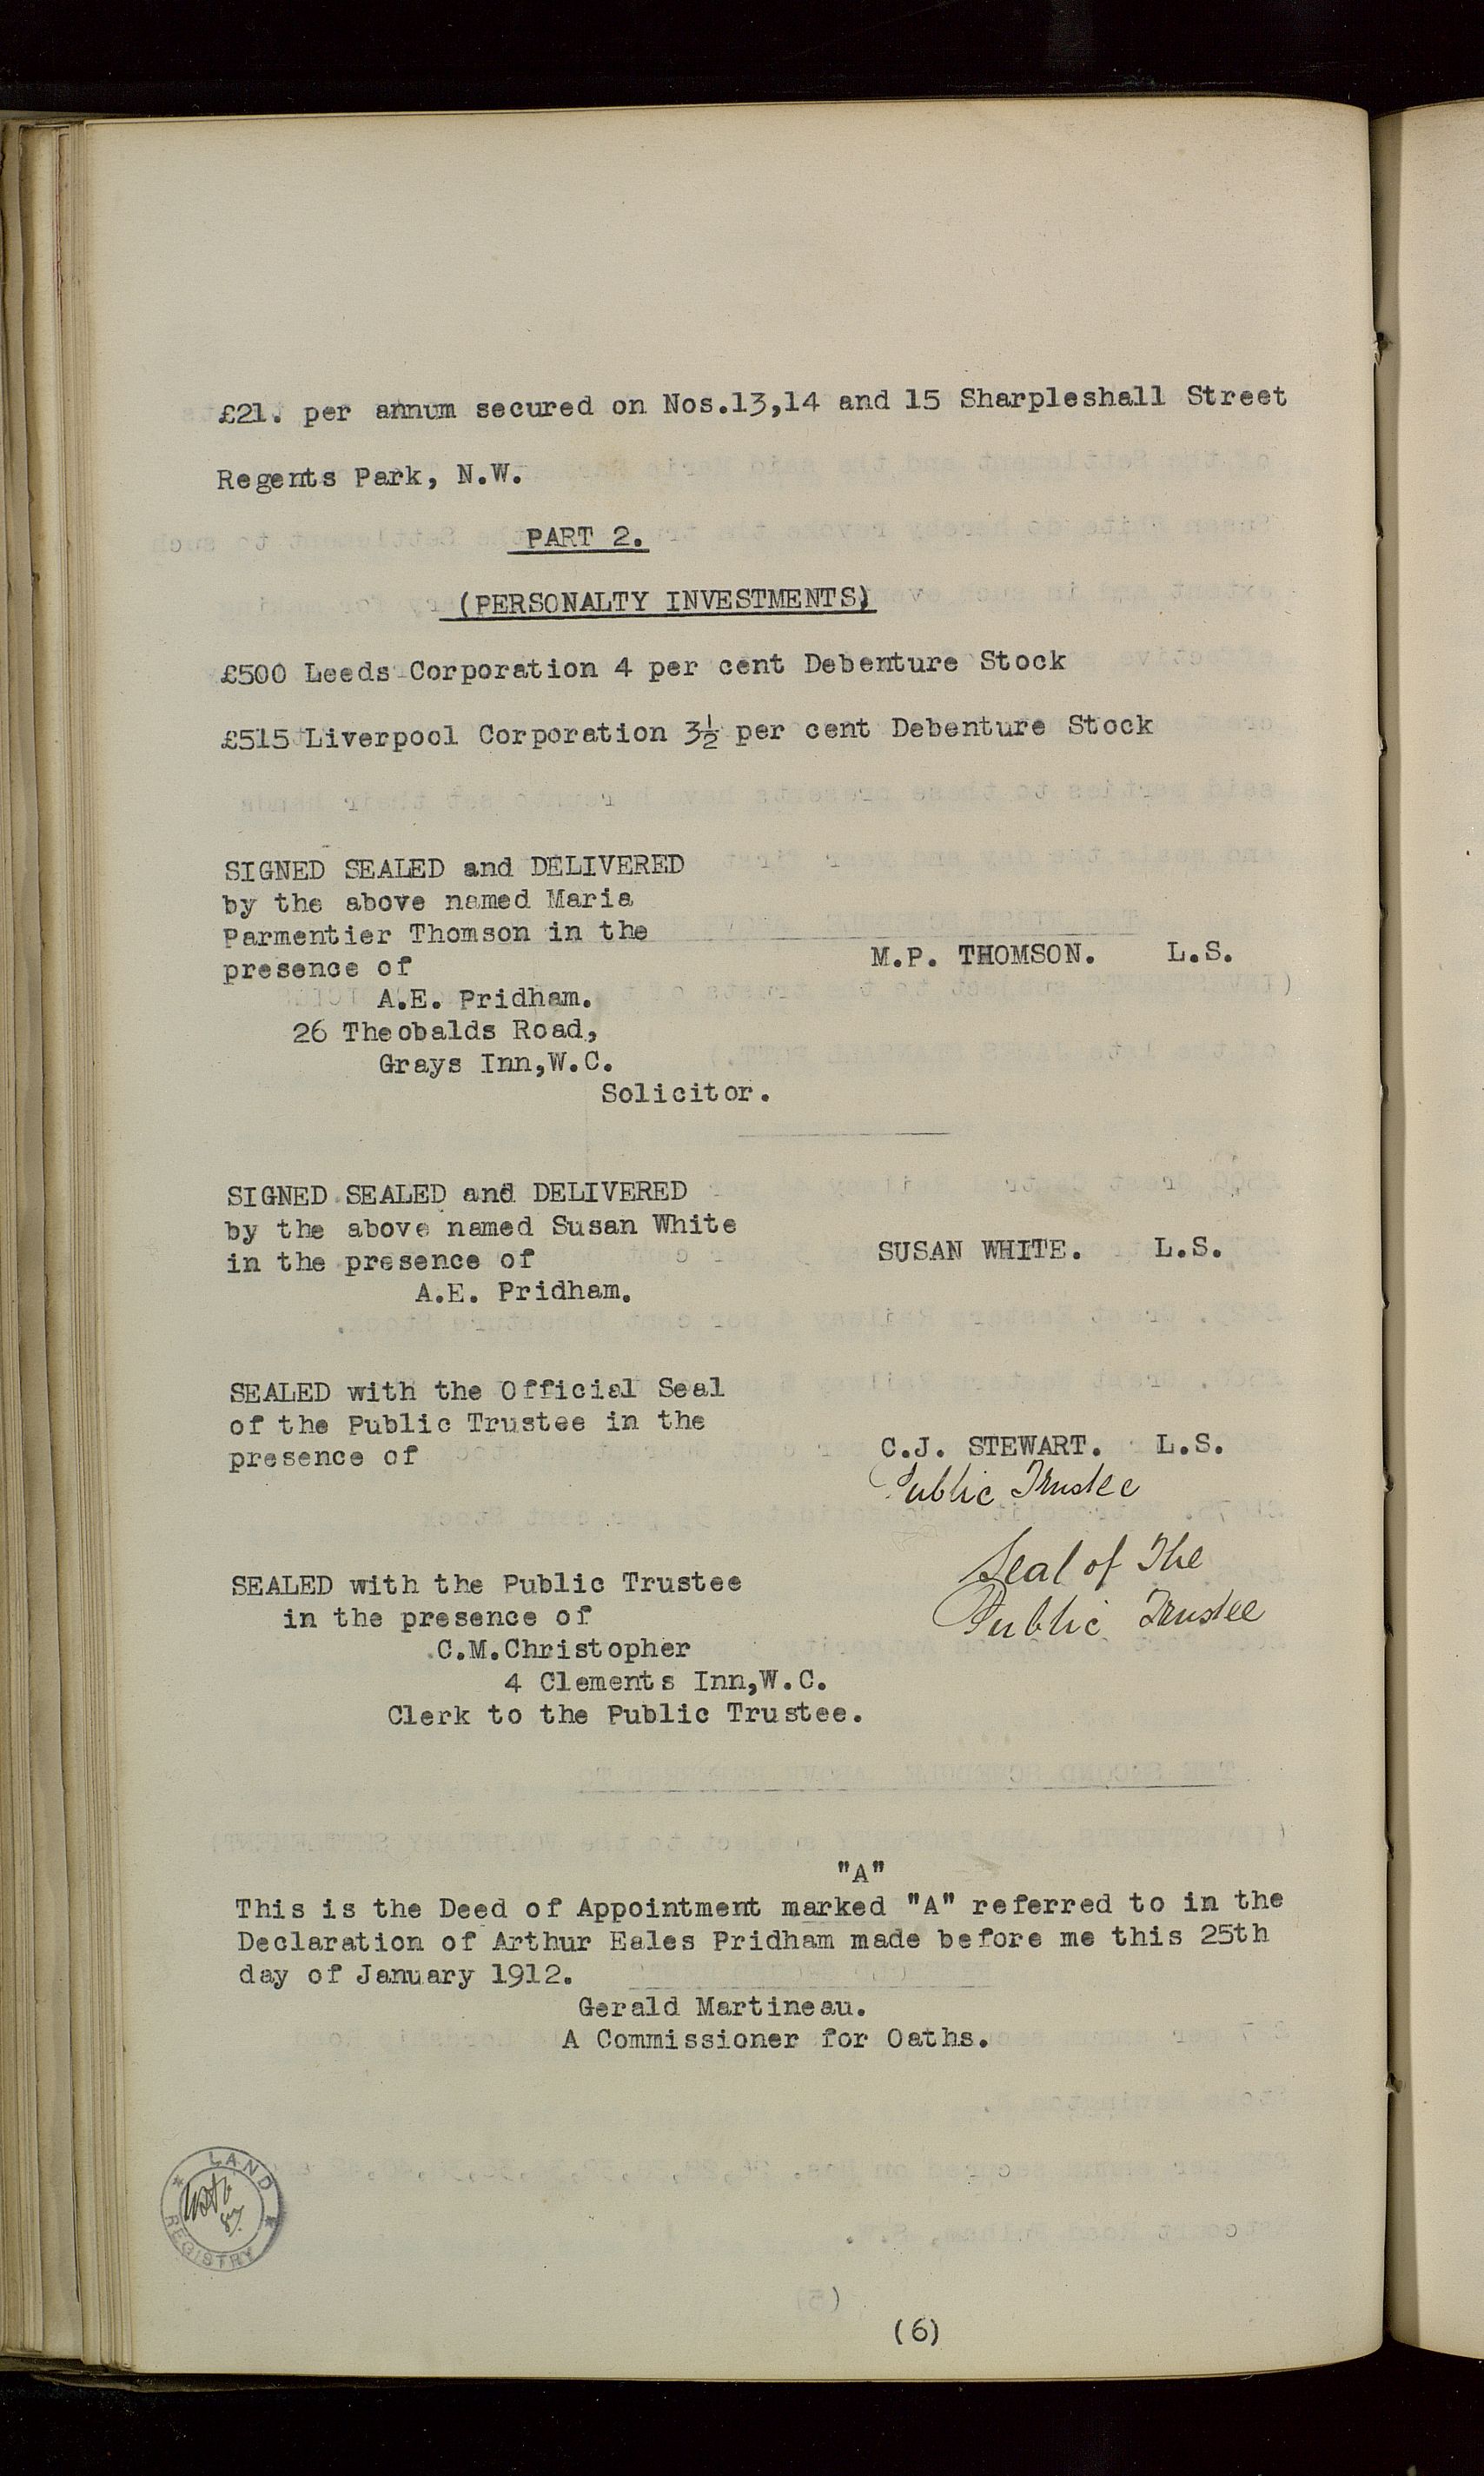 £21. per annum secured on Nos.13,14 and 15 Sharpleshall Street
Regents Park, N.W.
PART 2.
(PERSONALTY INVESTMENTS)
£500 Leeds Corporation 4 per cent Debenture Stock
£515 Liverpool Corporation 3½ per cent Debenture Stock
SIGNED SEALED and DELIVERED
by the above named Maria
Parmentier Thomson in the
presence of
M.P. THOMSON. L.S.
A.E. Pridham.
26 Theobalds Road,
Grays Inn,W.C.
Solicitor.
SIGNED SEALED and DELIVERED
by the above named Susan White
in the presence of
SUSAN WHITE. L.S.
A.E. Pridham.
SEALED with the Official Seal
of the Public Trustee in the
presence of
C.J. STEWART. L.S.
Public Trustee
Seal of The
Public Trustee
SEALED with the Public Trustee
in the presence of
C.M.Christopher
4 Clements Inn,W.C.
Clerk to the Public Trustee.
"A"
This is the Deed of Appointment marked "A" referred to in the
Declaration of Arthur Eales Pridham made before me this 25th
day of January 1912.
Gerald Martineau.
A Commissioner for Oaths.
LAND
REGISTRY
(6)